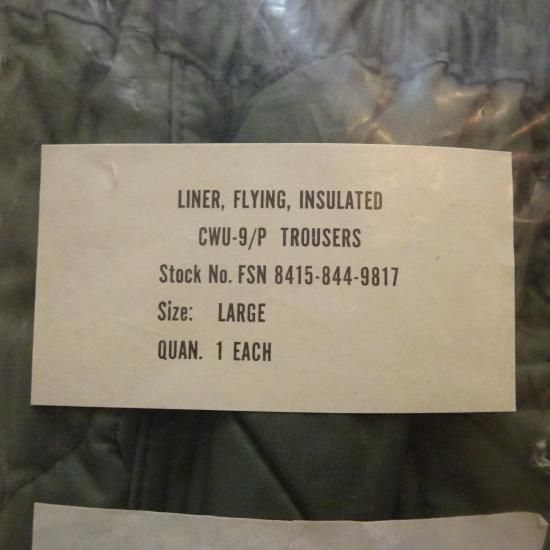 LINER, FLYING, INSULATED
CWU-9/P TROUSERS
Stock No. FSN 8415-844-9817
Size: LARGE
QUAN. 1 EACH